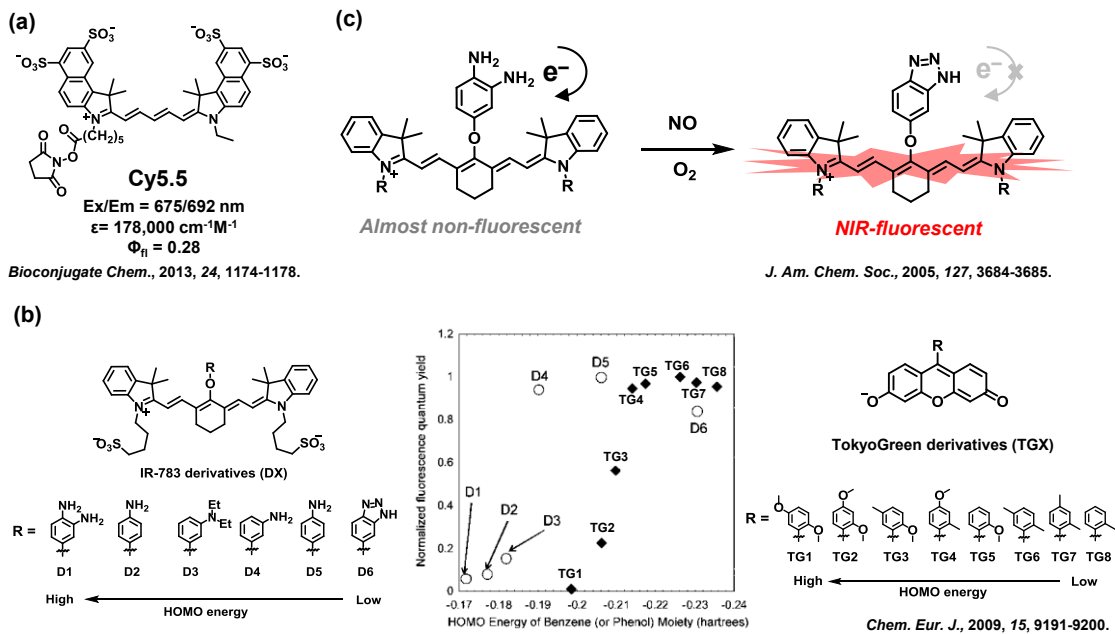 (a)
SO₃⁻
SO₃⁻
⁻O₃S
SO₃⁻
N
+
N
(CH₂)₅
O
O
O
N
O
Cy5.5
Ex/Em = 675/692 nm
ε= 178,000 cm⁻¹M⁻¹
Φfl = 0.28
Bioconjugate Chem., 2013, 24, 1174-1178.
(c)
NH₂
NH₂
e⁻
O
N
+
R
N
R
Almost non-fluorescent
NO
O₂
N=N
NH
e⁻
O
N
+
R
N
R
NIR-fluorescent
J. Am. Chem. Soc., 2005, 127, 3684-3685.
(b)
R
O
N
+
N
⁻O₃S
SO₃⁻
IR-783 derivatives (DX)
R =
NH₂
NH₂
NH₂
Et
N
Et
NH₂
NH₂
N=N
NH
D1 D2 D3 D4 D5 D6
High Low
HOMO energy
Normalized fluorescence quantum yield
1.2
1
0.8
0.6
0.4
0.2
0
-0.17 -0.18 -0.19 -0.2 -0.21 -0.22 -0.23 -0.24
HOMO Energy of Benzene (or Phenol) Moiety (hartrees)
D1
D2
D3
D4
D5
D6
TG1
TG2
TG3
TG4
TG5
TG6
TG7
TG8
R
⁻O
O
O
TokyoGreen derivatives (TGX)
R =
O
O
O
O
O
O
O
TG1 TG2 TG3 TG4 TG5 TG6 TG7 TG8
High Low
HOMO energy
Chem. Eur. J., 2009, 15, 9191-9200.